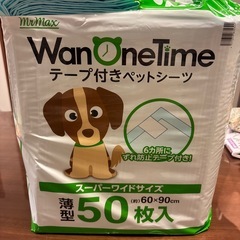 MrMax
WanOneTime
テープ付きペットシーツ
6カ所に
ずれ防止テープ付き!
スーパーワイドサイズ
薄型 50枚入 (約)60×90cm